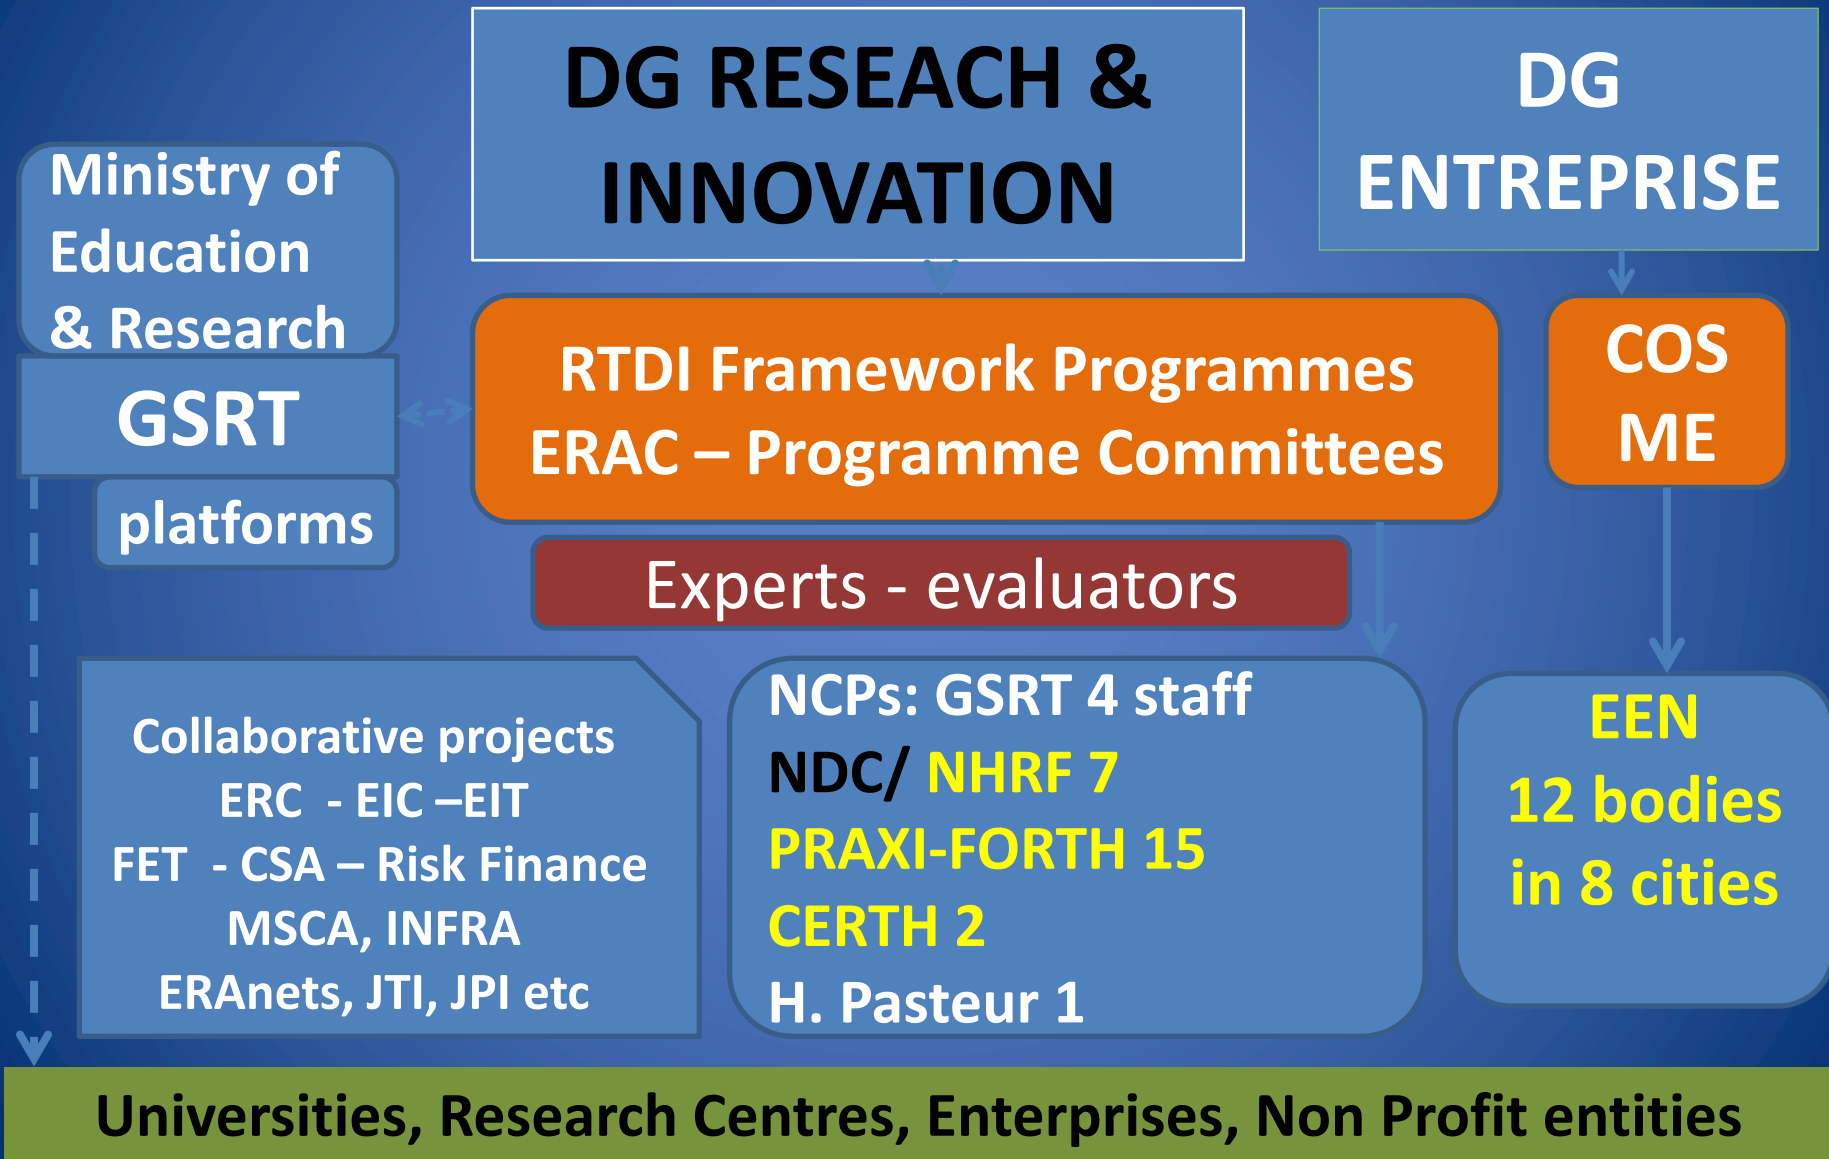 DG RESEACH &
INNOVATION
DG
ENTREPRISE
Ministry of
Education
& Research
GSRT
platforms
RTDI Framework Programmes
ERAC – Programme Committees
COS
ME
Experts - evaluators
Collaborative projects
ERC - EIC –EIT
FET - CSA – Risk Finance
MSCA, INFRA
ERAnets, JTI, JPI etc
NCPs: GSRT 4 staff
NDC/ NHRF 7
PRAXI-FORTH 15
CERTH 2
H. Pasteur 1
EEN
12 bodies
in 8 cities
Universities, Research Centres, Enterprises, Non Profit entities